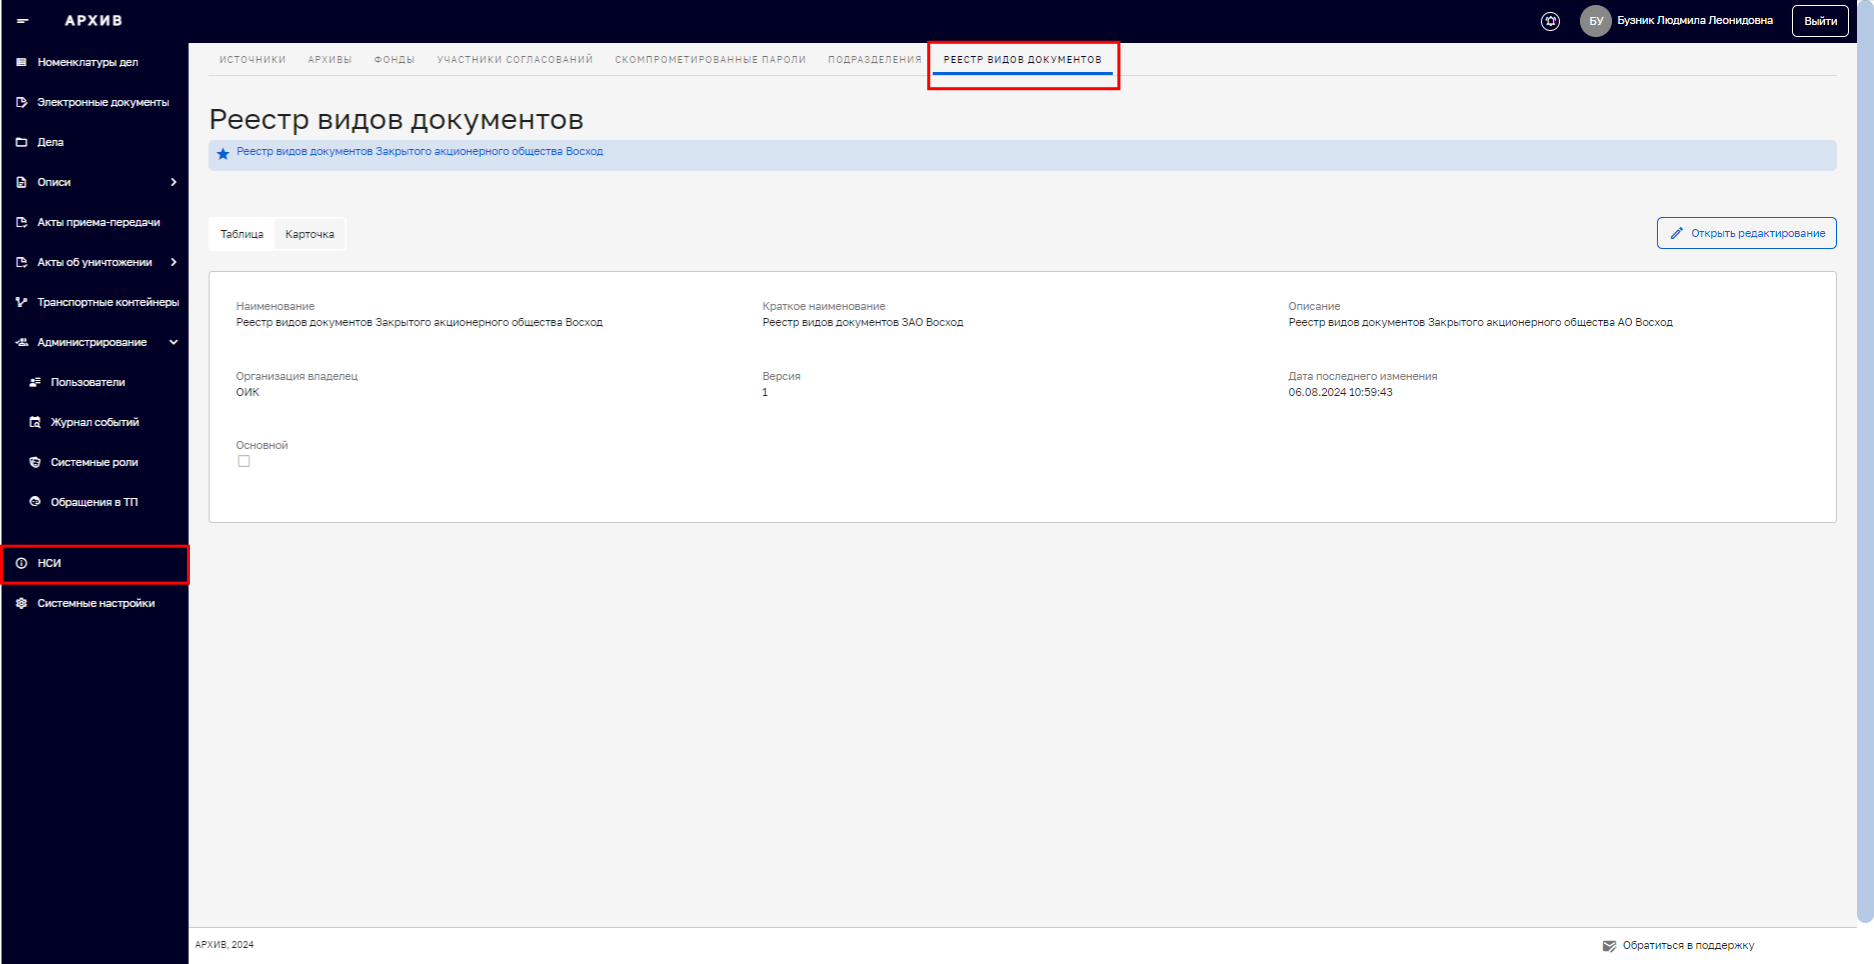 АРХИВ
БУ
Бузник Людмила Леонидовна
Выйти
Номенклатуры дел
Электронные документы
Дела
Описи
Акты приема-передачи
Акты об уничтожении
Транспортные контейнеры
Администрирование
Пользователи
Журнал событий
Системные роли
Обращения в ТП
НСИ
Системные настройки
ИСТОЧНИКИ АРХИВЫ ФОНДЫ УЧАСТНИКИ СОГЛАСОВАНИЙ СКОМПРОМЕТИРОВАННЫЕ ПАРОЛИ ПОДРАЗДЕЛЕНИЯ РЕЕСТР ВИДОВ ДОКУМЕНТОВ
Реестр видов документов
Реестр видов документов Закрытого акционерного общества Восход
Таблица Карточка
Открыть редактирование
Наименование
Реестр видов документов Закрытого акционерного общества Восход
Краткое наименование
Реестр видов документов ЗАО Восход
Описание
Реестр видов документов Закрытого акционерного общества АО Восход
Организация владелец
ОИК
Версия
1
Дата последнего изменения
06.08.2024 10:59:43
Основной
АРХИВ, 2024
Обратиться в поддержку